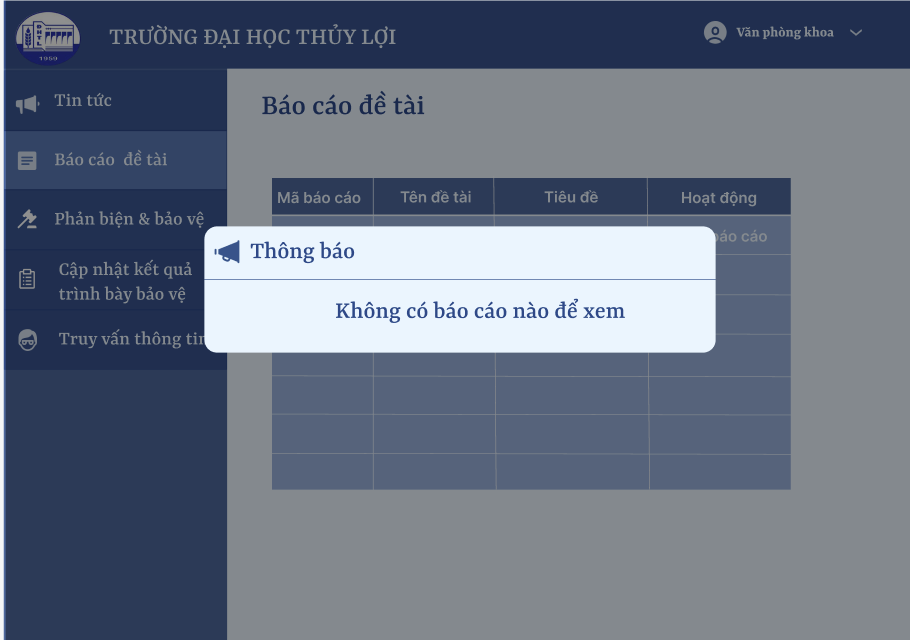 TRƯỜNG ĐẠI HỌC THỦY LỢI
Văn phòng khoa
1959
Tin tức
Báo cáo đề tài
Phản biện & bảo vệ
Cập nhật kết quả
trình bày bảo vệ
Truy vấn thông tin
Báo cáo đề tài
Mã báo cáo Tên đề tài Tiêu đề Hoạt động
báo cáo
Thông báo
Không có báo cáo nào để xem